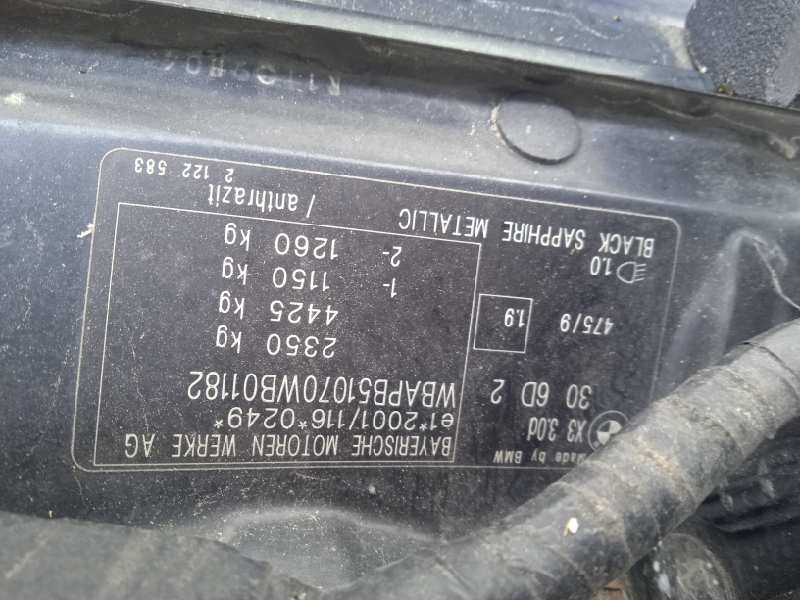 Made by BMW
X3 3.0d
30 6D 2
475/9
1.9
1.0
BLACK SAPPHIRE METALLIC / anthrazit
BAYERISCHE MOTOREN WERKE AG
e1*2001/116*0249*
WBAPB51070WB01182
2350 kg
4425 kg
1- 1150 kg
2- 1260 kg
2 122 583